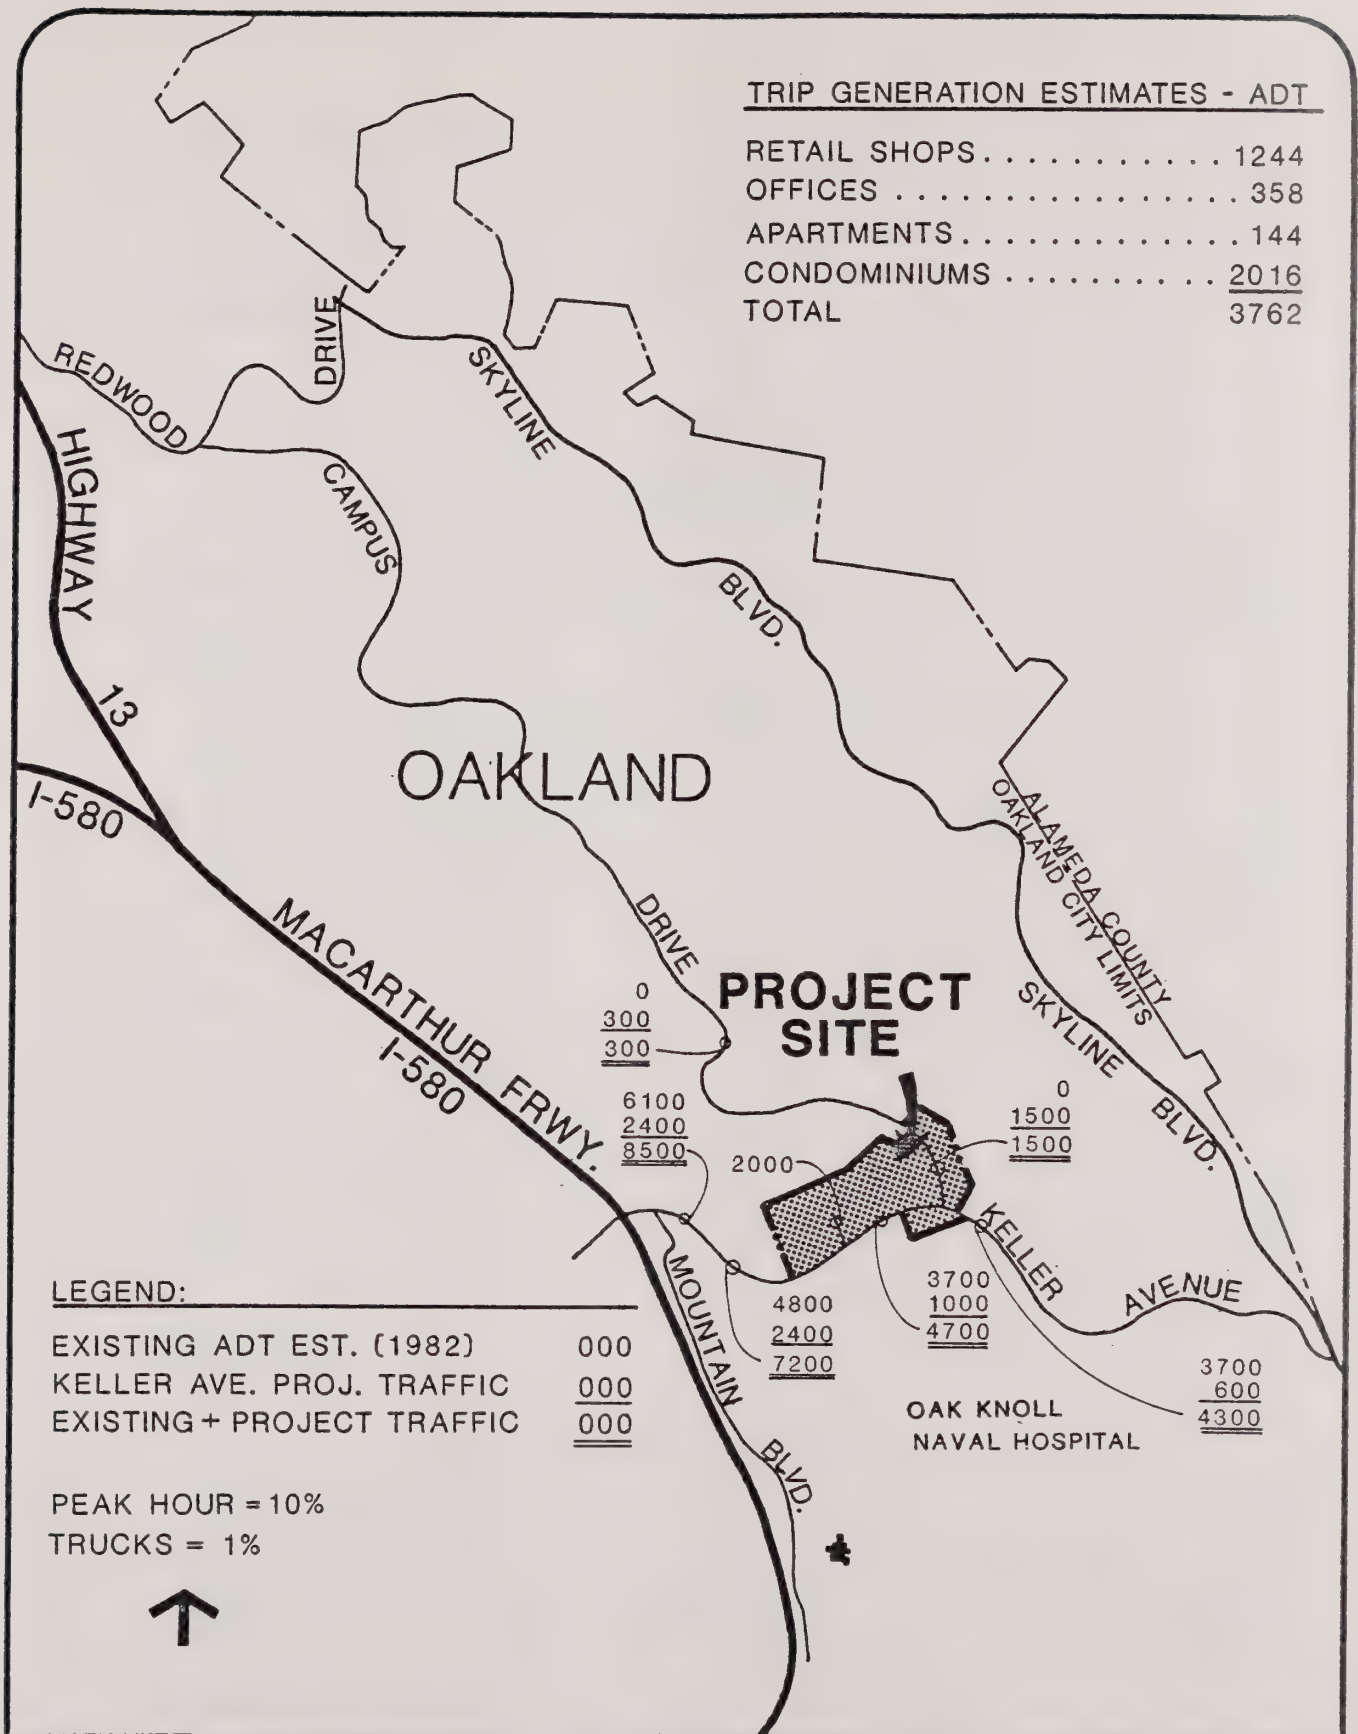 TRIP GENERATION ESTIMATES - ADT
RETAIL SHOPS. . . . . . . . . . . 1244
OFFICES . . . . . . . . . . . . . . . . 358
APARTMENTS . . . . . . . . . . . . . 144
CONDOMINIUMS . . . . . . . . . . 2016
TOTAL 3762
REDWOOD
DRIVE
SKYLINE
BLVD.
HIGHWAY
13
CAMPUS
OAKLAND
I-580
ALAMEDA COUNTY
OAKLAND CITY LIMITS
MACARTHUR FRWY.
I-580
DRIVE
PROJECT
SITE
SKYLINE
BLVD.
0
300
300
6100
2400
8500
2000
0
1500
1500
KELLER
AVENUE
MOUNTAIN
BLVD.
4800
2400
7200
3700
1000
4700
3700
600
4300
OAK KNOLL
NAVAL HOSPITAL
LEGEND:
EXISTING ADT EST. (1982) 000
KELLER AVE. PROJ. TRAFFIC 000
EXISTING + PROJECT TRAFFIC 000
PEAK HOUR = 10%
TRUCKS = 1%